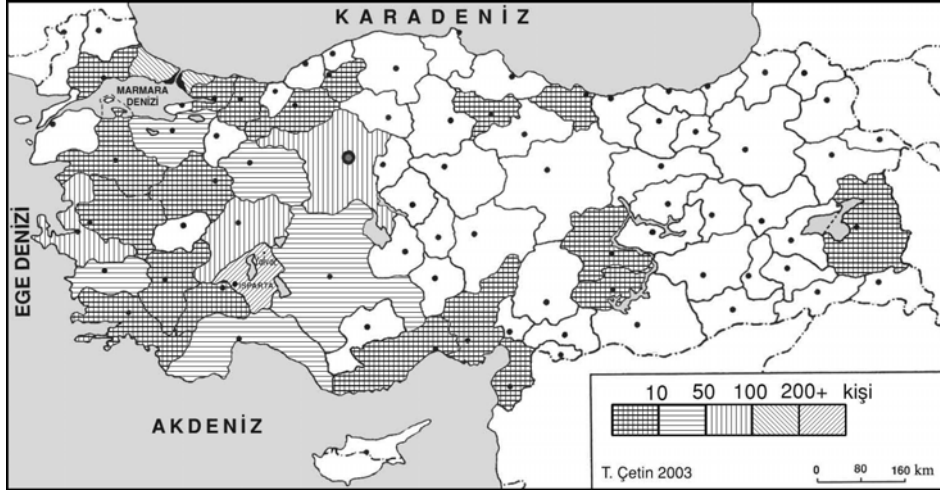 KARADENİZ
MARMARA
DENİZİ
EGE DENİZİ
ISPARTA
AKDENİZ
10 50 100 200+ kişi
T. Çetin 2003
0 80 160 km